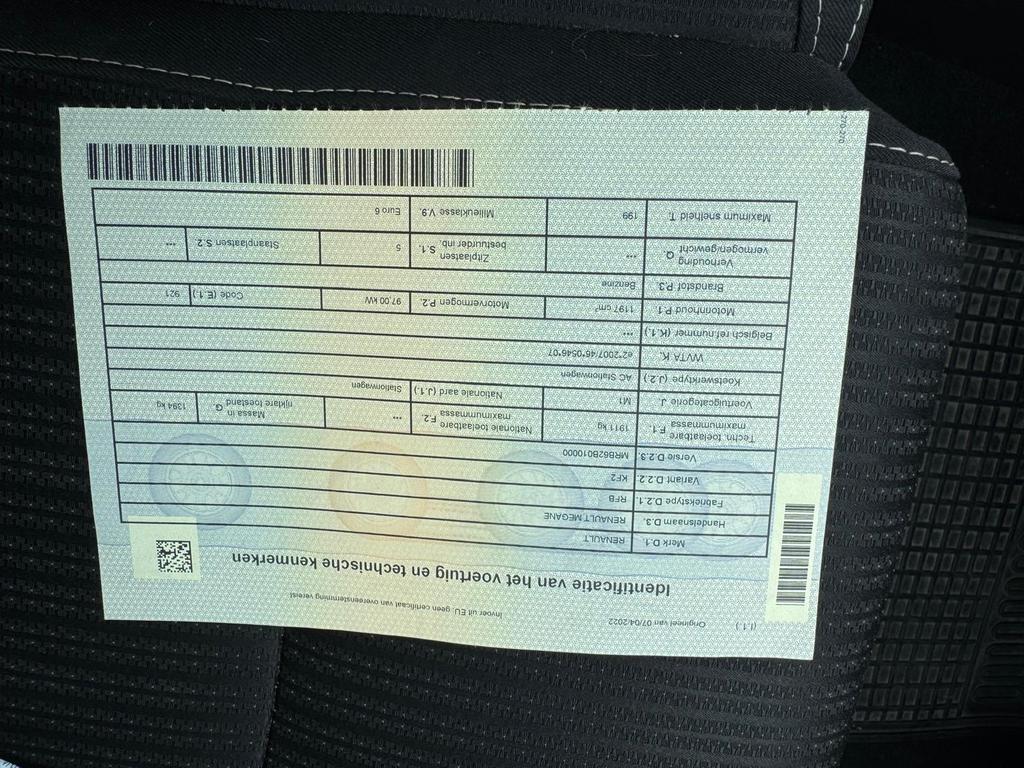 (I.1.) Origineel van 07/04/2022 Invoer uit EU: geen certificaat van overeenstemming vereist
Identificatie van het voertuig en technische kenmerken
Merk D.1 RENAULT
Handelsnaam D.3. RENAULT MEGANE
Fabriekstype D.2.1. RFB
Variant D.2.2. KF2
Versie D.2.3. MRB62B0010000
Techn. toelaatbare maximummassa F.1 1911 kg Nationale toelaatbare maximummassa F.2 *** Massa in rijklare toestand G 1394 kg
Voertuigcategorie J. M1 Nationale aard (J.1.) Stationwagen
Koetswerktype (J.2.) AC Stationwagen
WVTA K. e2*2007/46*0546*07
Belgisch ref.nummer (K.1.) ***
Motorinhoud P.1 1197 cm³ Motorvermogen P.2. 97,00 kW Code (E.1.) 921
Brandstof P.3. Benzine
Verhouding vermogen/gewicht Q *** Zitplaatsen bestuurder inb. S.1. 5 Staanplaatsen S.2 ***
Maximum snelheid T. 199 Milieuklasse V.9. Euro 6